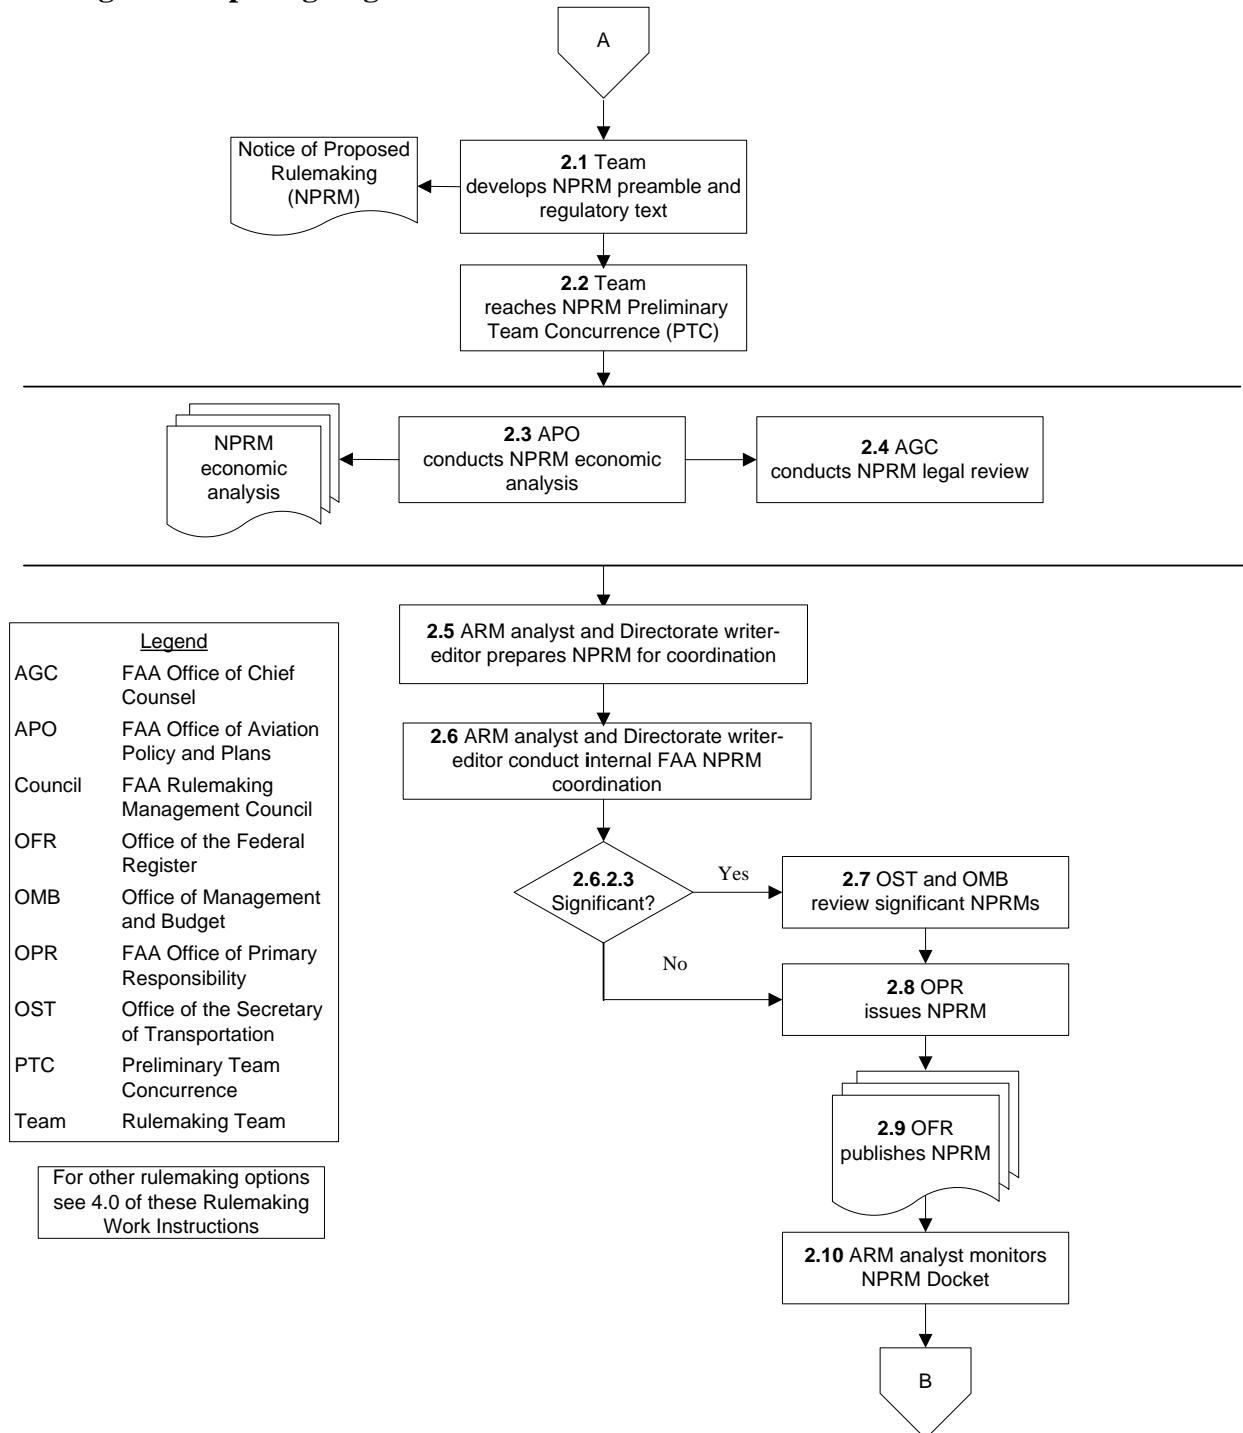 A
Notice of Proposed
Rulemaking
(NPRM)
2.1 Team
develops NPRM preamble and
regulatory text
2.2 Team
reaches NPRM Preliminary
Team Concurrence (PTC)
NPRM
economic
analysis
2.3 APO
conducts NPRM economic
analysis
2.4 AGC
conducts NPRM legal review
2.5 ARM analyst and Directorate writer-
editor prepares NPRM for coordination
2.6 ARM analyst and Directorate writer-
editor conduct internal FAA NPRM
coordination
2.6.2.3
Significant?
Yes
No
2.7 OST and OMB
review significant NPRMs
2.8 OPR
issues NPRM
2.9 OFR
publishes NPRM
2.10 ARM analyst monitors
NPRM Docket
B
Legend
AGC FAA Office of Chief
Counsel
APO FAA Office of Aviation
Policy and Plans
Council FAA Rulemaking
Management Council
OFR Office of the Federal
Register
OMB Office of Management
and Budget
OPR FAA Office of Primary
Responsibility
OST Office of the Secretary
of Transportation
PTC Preliminary Team
Concurrence
Team Rulemaking Team
For other rulemaking options
see 4.0 of these Rulemaking
Work Instructions